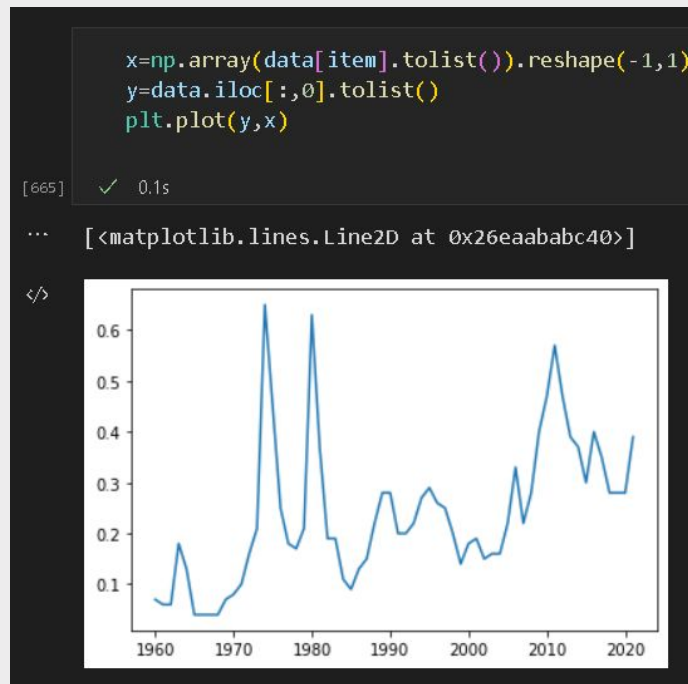 x=np.array(data[item].tolist()).reshape(-1,1)
y=data.iloc[:,0].tolist()
plt.plot(y,x)
[665] ✓ 0.1s
... [<matplotlib.lines.Line2D at 0x26eaababc40>]
</>
0.6
0.5
0.4
0.3
0.2
0.1
1960 1970 1980 1990 2000 2010 2020